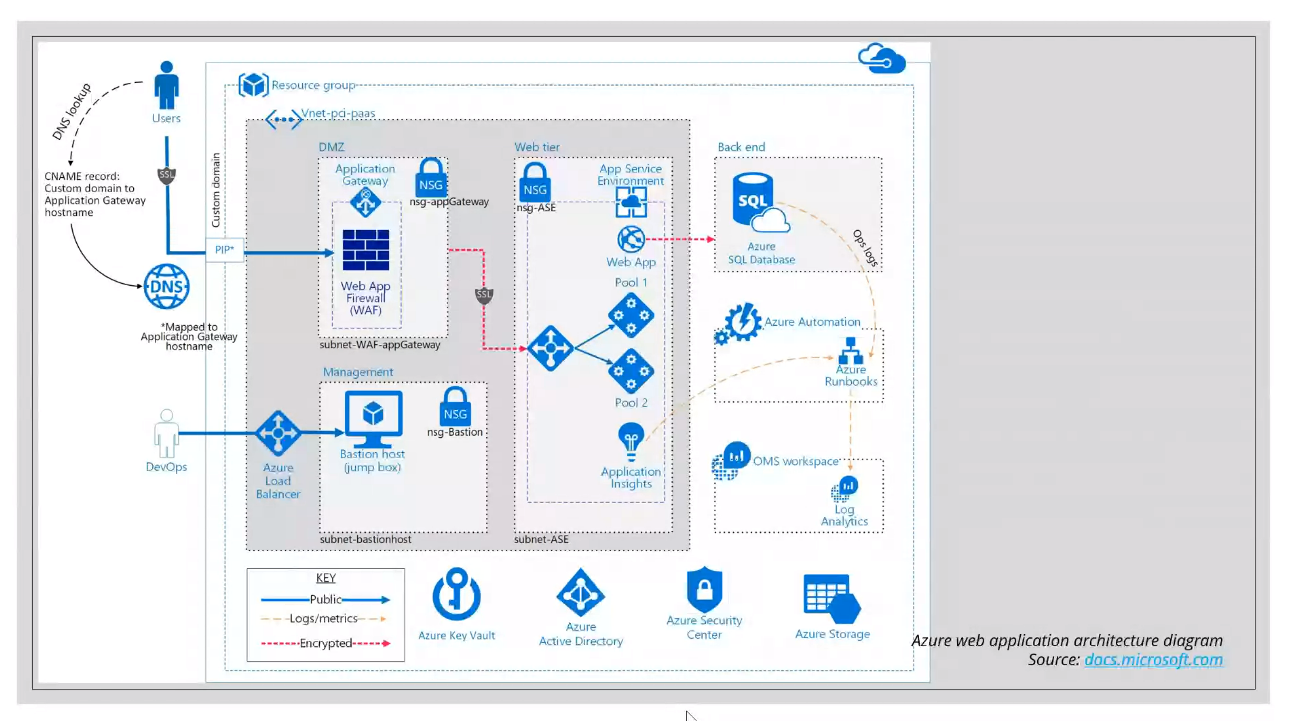 Resource group
Users
DNS lookup
SSL
CNAME record:
Custom domain to
Application Gateway
hostname
DNS
*Mapped to
Application Gateway
hostname
Custom domain
PIP*
Vnet-pci-paas
DMZ
Application
Gateway
NSG
nsg-appGateway
Web App
Firewall
(WAF)
subnet-WAF-appGateway
SSL
Web tier
NSG
nsg-ASE
App Service
Environment
Web App
Pool 1
Pool 2
Application
Insights
subnet-ASE
Back end
SQL
Azure
SQL Database
Ops logs
Azure Automation
Azure
Runbooks
OMS workspace
Log
Analytics
Management
NSG
nsg-Bastion
Bastion host
(jump box)
subnet-bastionhost
DevOps
Azure
Load
Balancer
KEY
Public
Logs/metrics
Encrypted
Azure Key Vault
Azure
Active Directory
Azure Security
Center
Azure Storage
Azure web application architecture diagram
Source: docs.microsoft.com